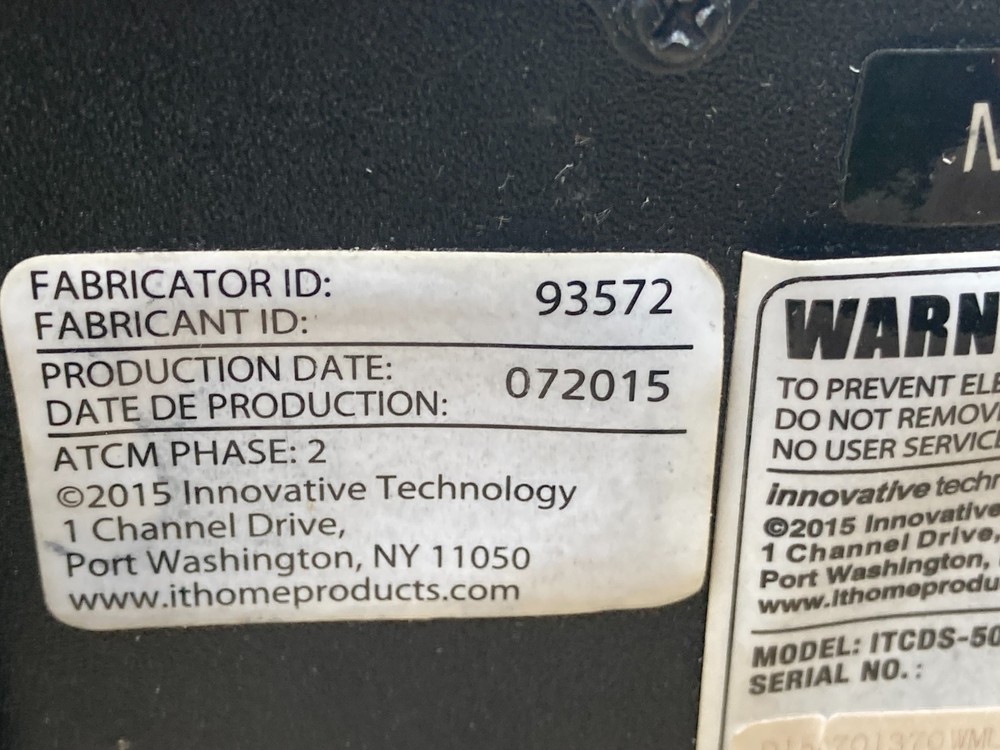 FABRICATOR ID: 93572
FABRICANT ID:
PRODUCTION DATE: 072015
DATE DE PRODUCTION:
ATCM PHASE: 2
©2015 Innovative Technology
1 Channel Drive,
Port Washington, NY 11050
www.ithomeproducts.com
WARN
TO PREVENT ELE
DO NOT REMOV
NO USER SERVIC
innovative techn
©2015 Innovative
1 Channel Drive,
Port Washington,
www.ithomeprodu
MODEL: ITCDS-50
SERIAL NO.: